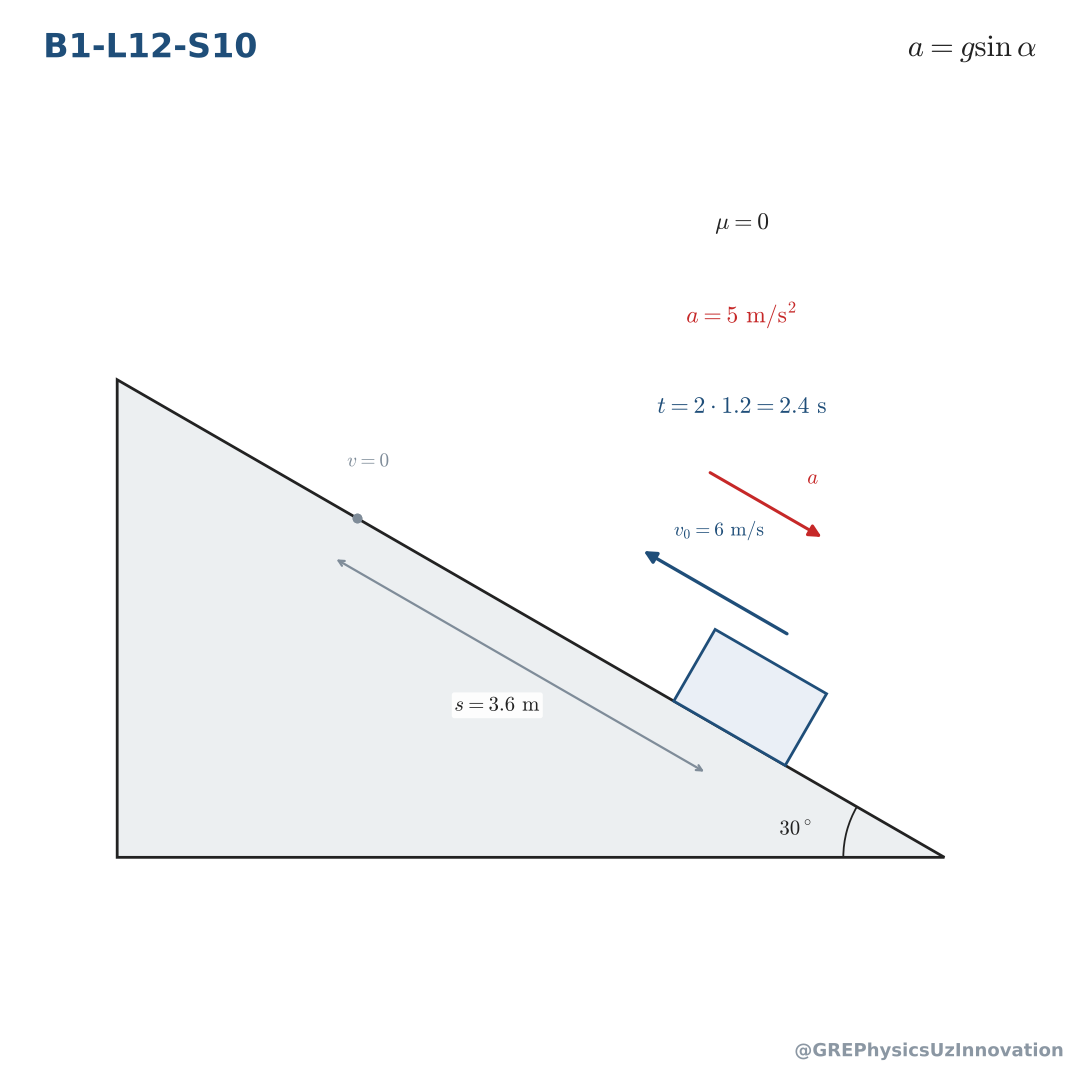 B1-L12-S10
a = g sin α
μ = 0
a = 5 m/s²
t = 2 · 1.2 = 2.4 s
v = 0
a
v₀ = 6 m/s
s = 3.6 m
30°
@GREPhysicsUzInnovation